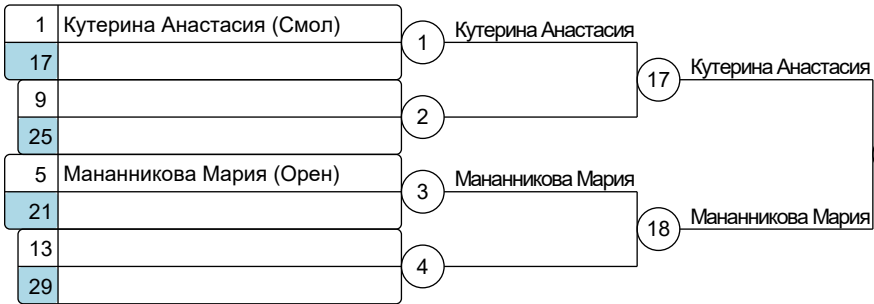 1 Кутерина Анастасия (Смол)
17
9
25
5 Мананникова Мария (Орен)
21
13
29
1 Кутерина Анастасия
2
3 Мананникова Мария
4
17 Кутерина Анастасия
18 Мананникова Мария